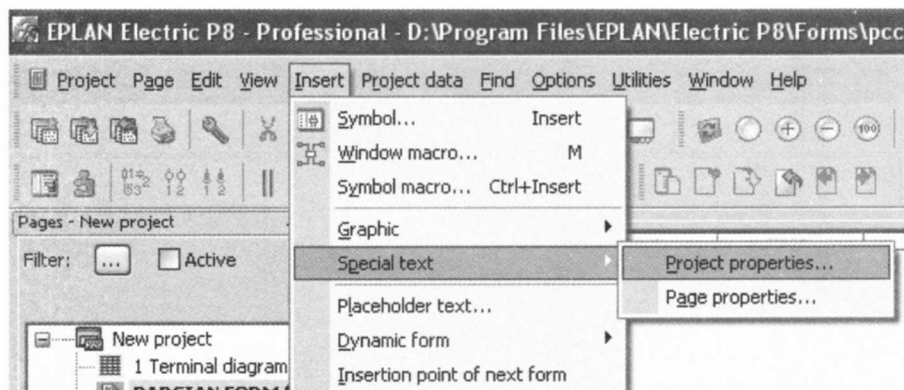 EPLAN Electric P8 - Professional - D:\Program Files\EPLAN\Electric P8\Forms\pcc
Project Page Edit View Insert Project data Find Options Utilities Window Help
Symbol... Insert
Window macro... M
Symbol macro... Ctrl+Insert
100
Pages - New project
Graphic
Filter: ... Active
Special text
Project properties...
Page properties...
Placeholder text...
New project
Dynamic form
1 Terminal diagram
Insertion point of next form